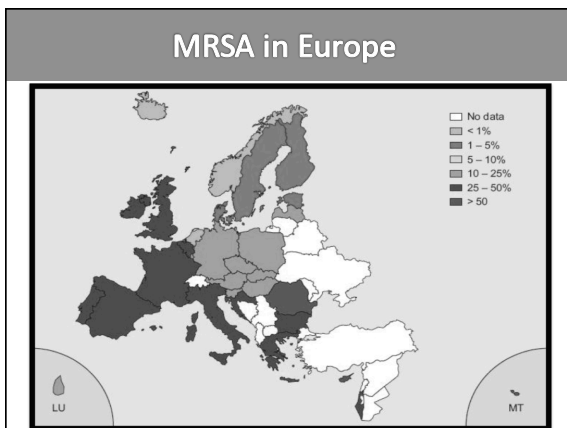 MRSA in Europe
No data
< 1%
1 – 5%
5 – 10%
10 – 25%
25 – 50%
> 50
LU
MT